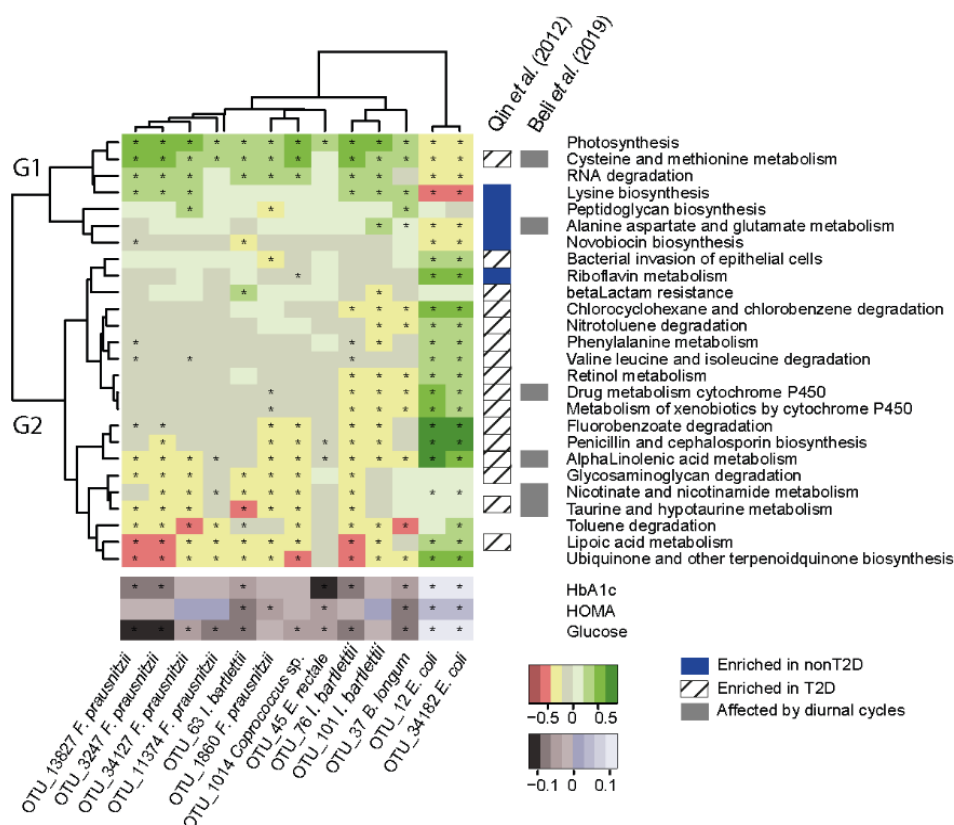 Qin et al. (2012)
Beli et al. (2019)
G1
G2
Photosynthesis
Cysteine and methionine metabolism
RNA degradation
Lysine biosynthesis
Peptidoglycan biosynthesis
Alanine aspartate and glutamate metabolism
Novobiocin biosynthesis
Bacterial invasion of epithelial cells
Riboflavin metabolism
betaLactam resistance
Chlorocyclohexane and chlorobenzene degradation
Nitrotoluene degradation
Phenylalanine metabolism
Valine leucine and isoleucine degradation
Retinol metabolism
Drug metabolism cytochrome P450
Metabolism of xenobiotics by cytochrome P450
Fluorobenzoate degradation
Penicillin and cephalosporin biosynthesis
AlphaLinolenic acid metabolism
Glycosaminoglycan degradation
Nicotinate and nicotinamide metabolism
Taurine and hypotaurine metabolism
Toluene degradation
Lipoic acid metabolism
Ubiquinone and other terpenoidquinone biosynthesis
HbA1c
HOMA
Glucose
OTU_13827 F. prausnitzii
OTU_3247 F. prausnitzii
OTU_34127 F. prausnitzii
OTU_11374 F. prausnitzii
OTU_63 I. bartlettii
OTU_1860 F. prausnitzii
OTU_1014 Coprococcus sp.
OTU_45 E. rectale
OTU_76 I. bartlettii
OTU_101 I. bartlettii
OTU_37 B. longum
OTU_12 E. coli
OTU_34182 E. coli
−0.5 0 0.5
−0.1 0 0.1
Enriched in nonT2D
Enriched in T2D
Affected by diurnal cycles